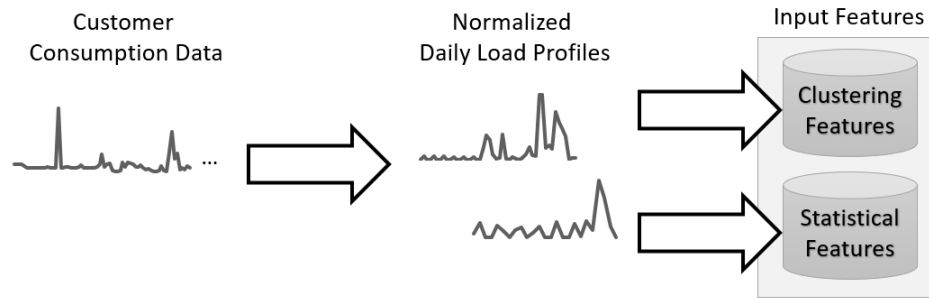 Customer
Consumption Data
...
Normalized
Daily Load Profiles
Input Features
Clustering
Features
Statistical
Features